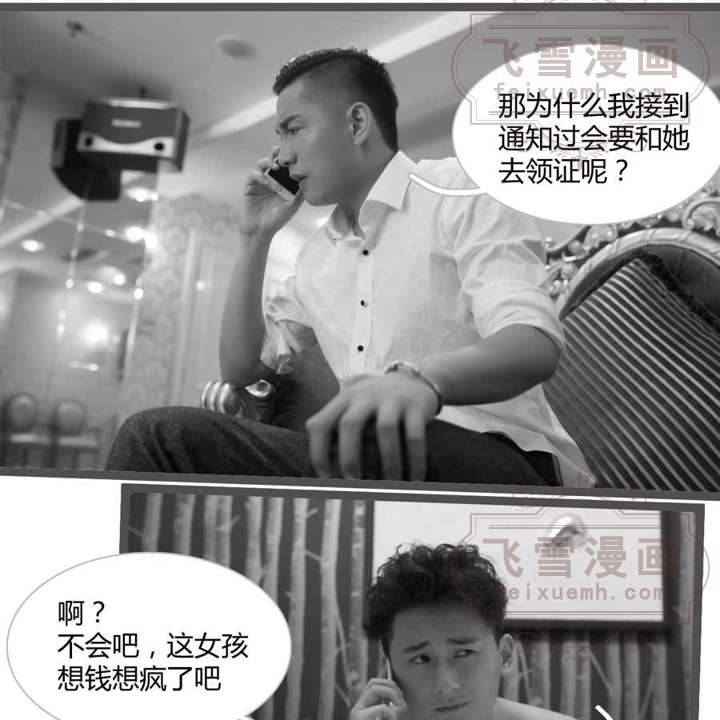 飞雪漫画
feixuemh.com
那为什么我接到
通知过会要和她
去领证呢？
飞雪漫画
feixuemh.com
啊？
不会吧，这女孩
想钱想疯了吧